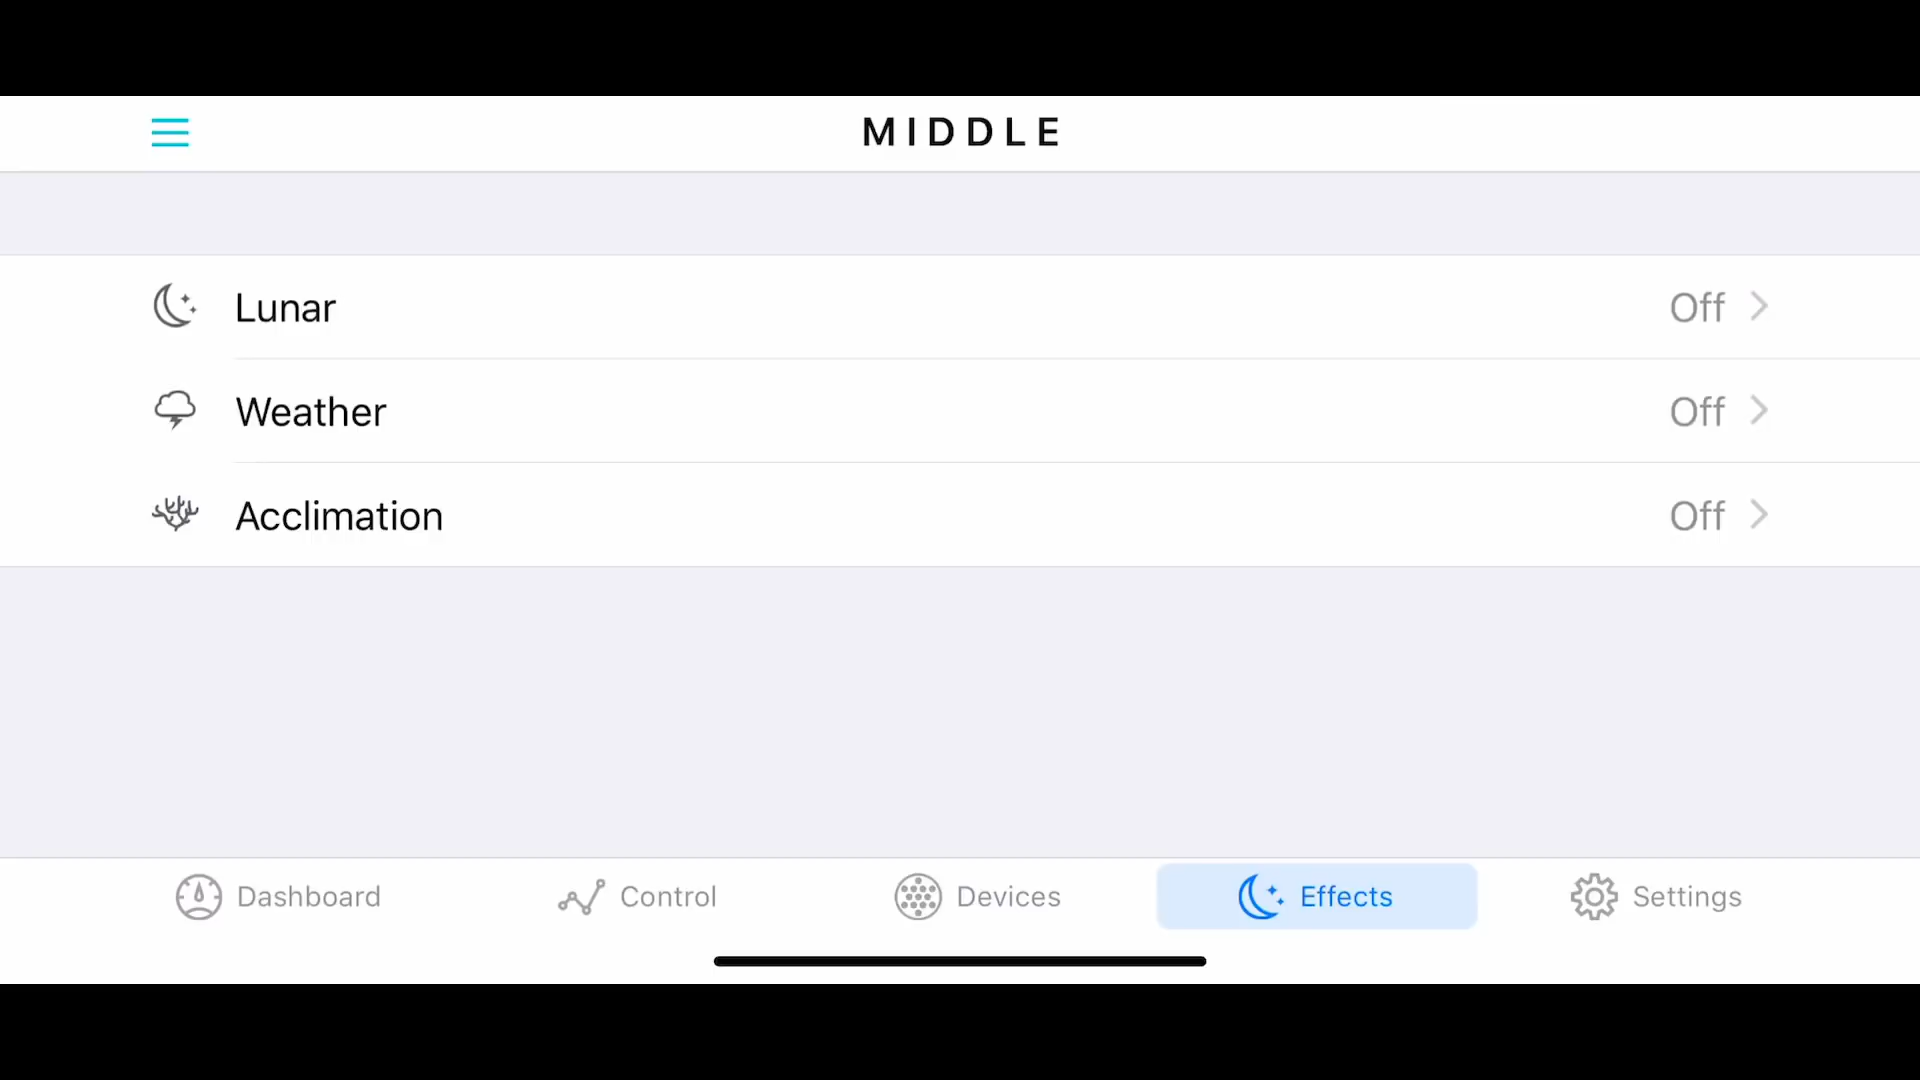 MIDDLE
Lunar Off
Weather Off
Acclimation Off
Dashboard Control Devices Effects Settings